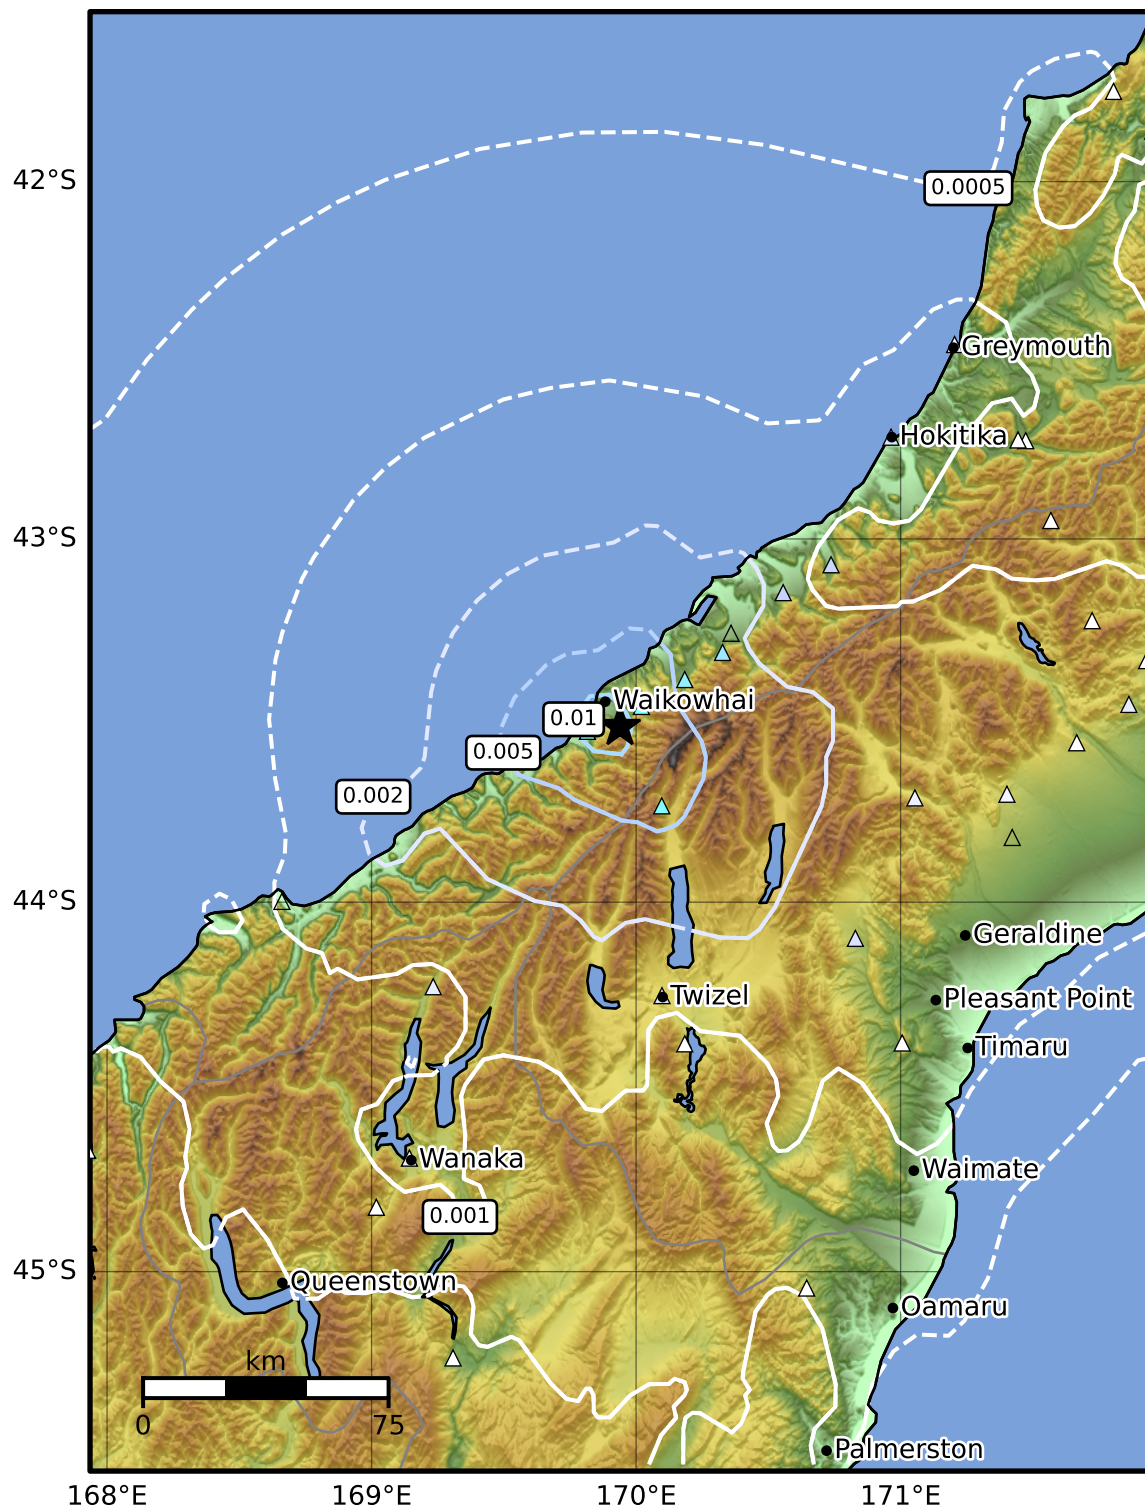 42°S
0.0005
Greymouth
Hokitika
43°S
Waikowhai
0.01
0.005
0.002
44°S
Geraldine
Twizel
Pleasant Point
Timaru
Wanaka
Waimate
0.001
45°S
Queenstown
Oamaru
km
0 75
Palmerston
168°E 169°E 170°E 171°E